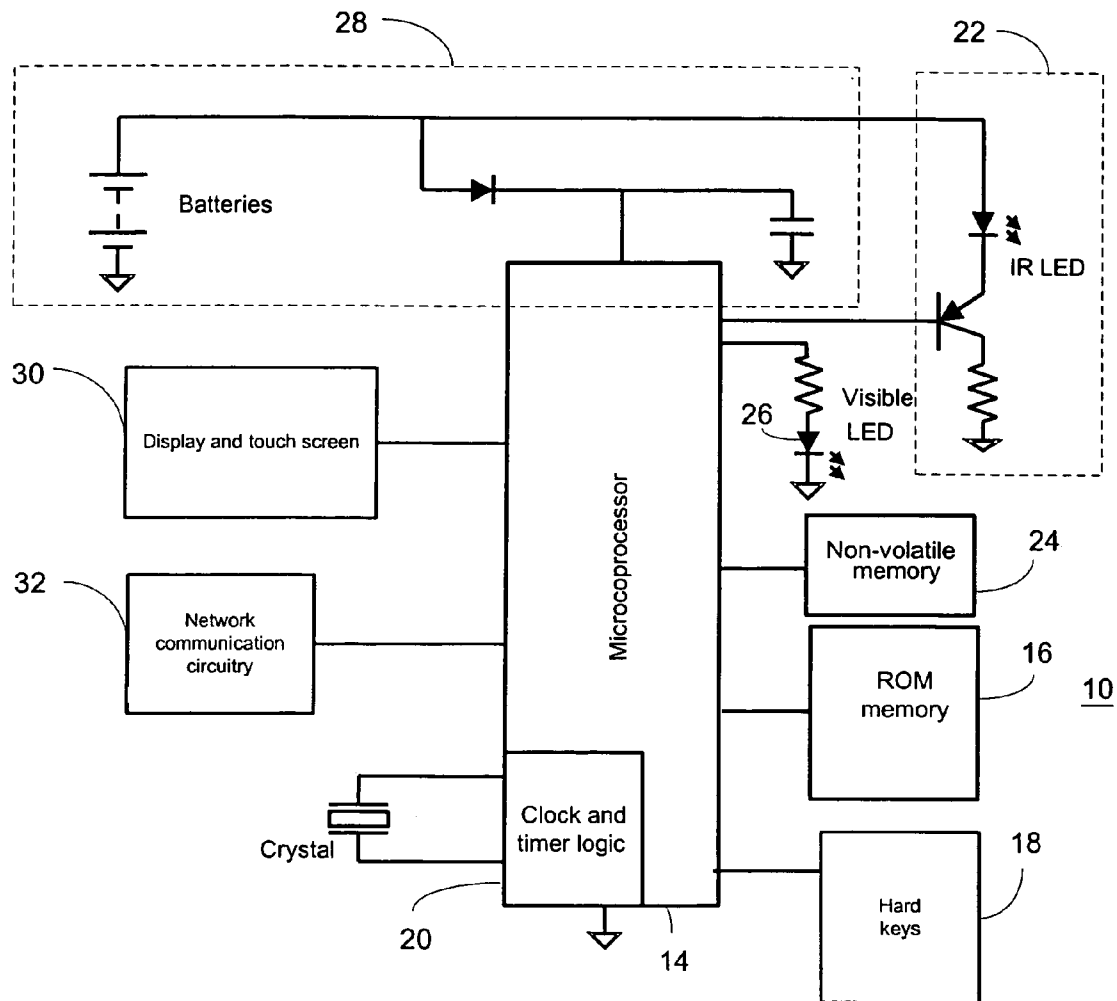 28
22
Batteries
IR LED
30
Display and touch screen
26
Visible
LED
Microcoprocessor
Non-volatile
memory
24
32
Network
communication
circuitry
ROM
memory
16
10
Crystal
Clock and
timer logic
Hard
keys
18
20
14